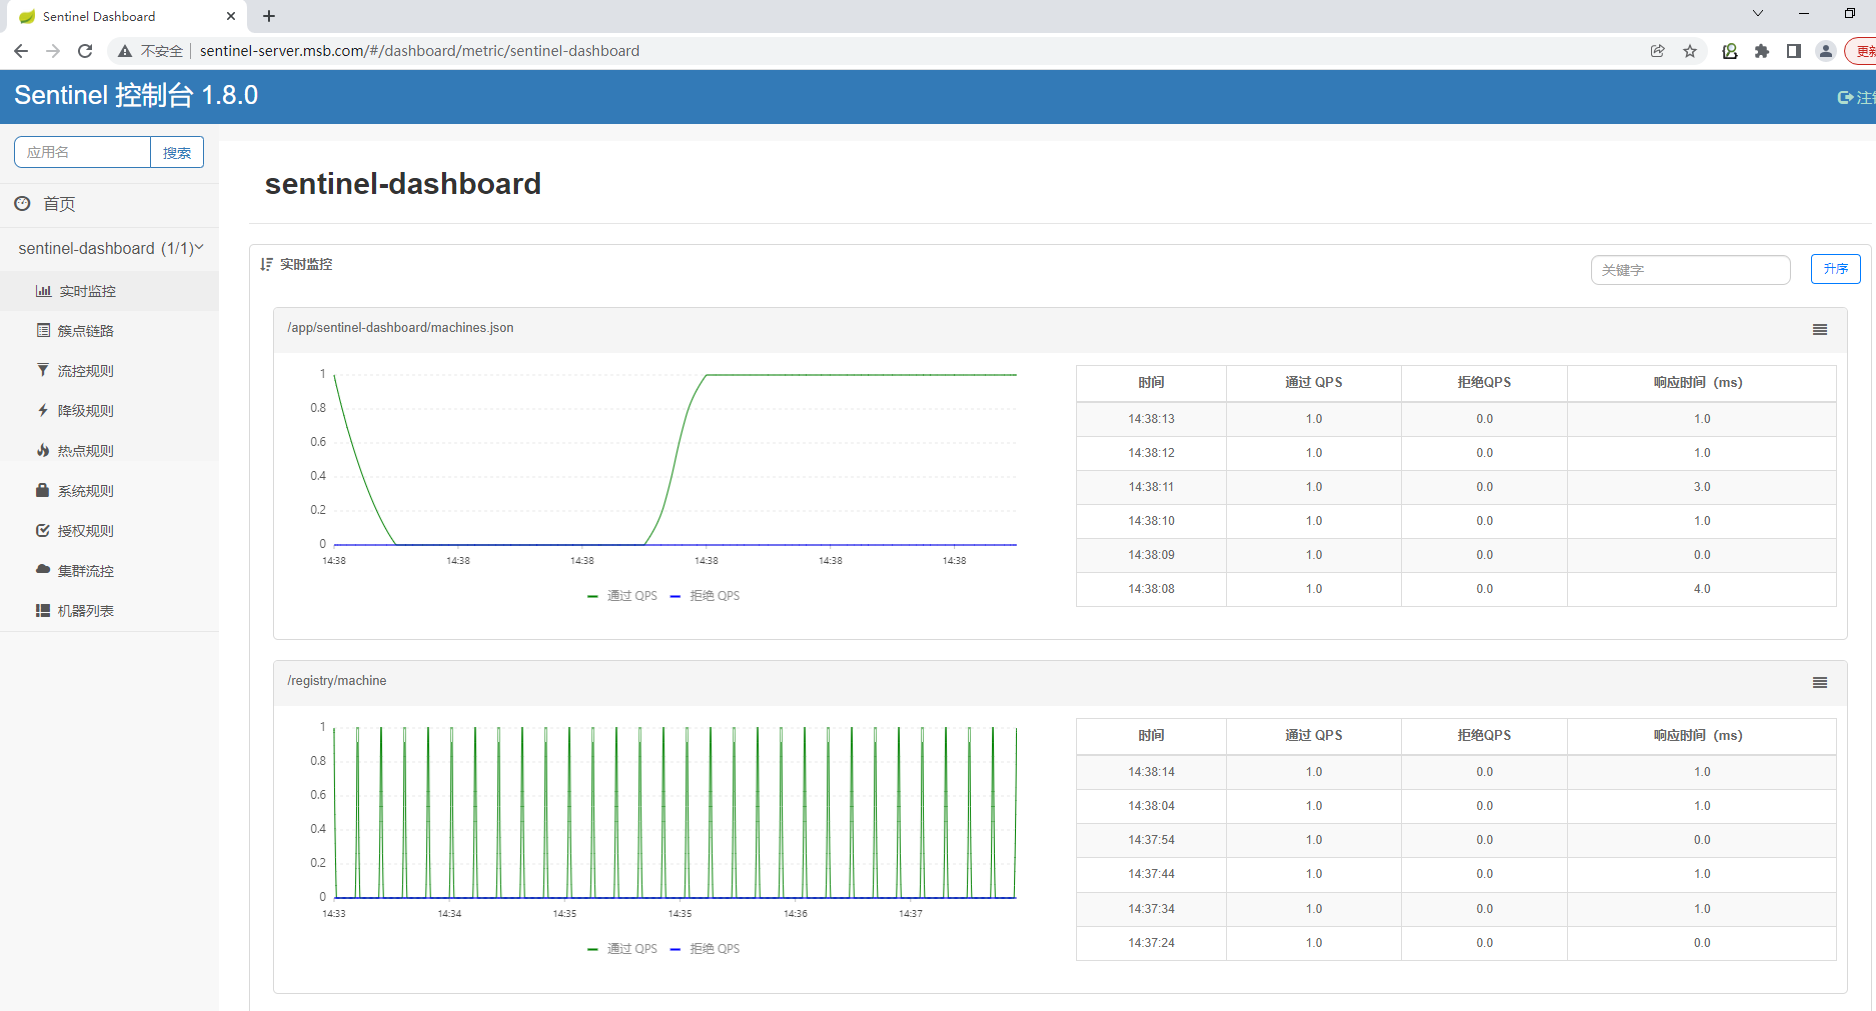 Sentinel Dashboard
不安全
sentinel-server.msb.com/#/dashboard/metric/sentinel-dashboard
Sentinel 控制台 1.8.0
应用名
搜索
首页
sentinel-dashboard (1/1)
实时监控
簇点链路
流控规则
降级规则
热点规则
系统规则
授权规则
集群流控
机器列表
sentinel-dashboard
实时监控
关键字
升序
/app/sentinel-dashboard/machines.json
1
0.8
0.6
0.4
0.2
0
14:38 14:38 14:38 14:38 14:38 14:38
通过 QPS 拒绝 QPS
时间 通过 QPS 拒绝QPS 响应时间（ms）
14:38:13 1.0 0.0 1.0
14:38:12 1.0 0.0 1.0
14:38:11 1.0 0.0 3.0
14:38:10 1.0 0.0 1.0
14:38:09 1.0 0.0 0.0
14:38:08 1.0 0.0 4.0
/registry/machine
1
0.8
0.6
0.4
0.2
0
14:33 14:34 14:35 14:35 14:36 14:37
通过 QPS 拒绝 QPS
时间 通过 QPS 拒绝QPS 响应时间（ms）
14:38:14 1.0 0.0 1.0
14:38:04 1.0 0.0 1.0
14:37:54 1.0 0.0 0.0
14:37:44 1.0 0.0 1.0
14:37:34 1.0 0.0 1.0
14:37:24 1.0 0.0 0.0